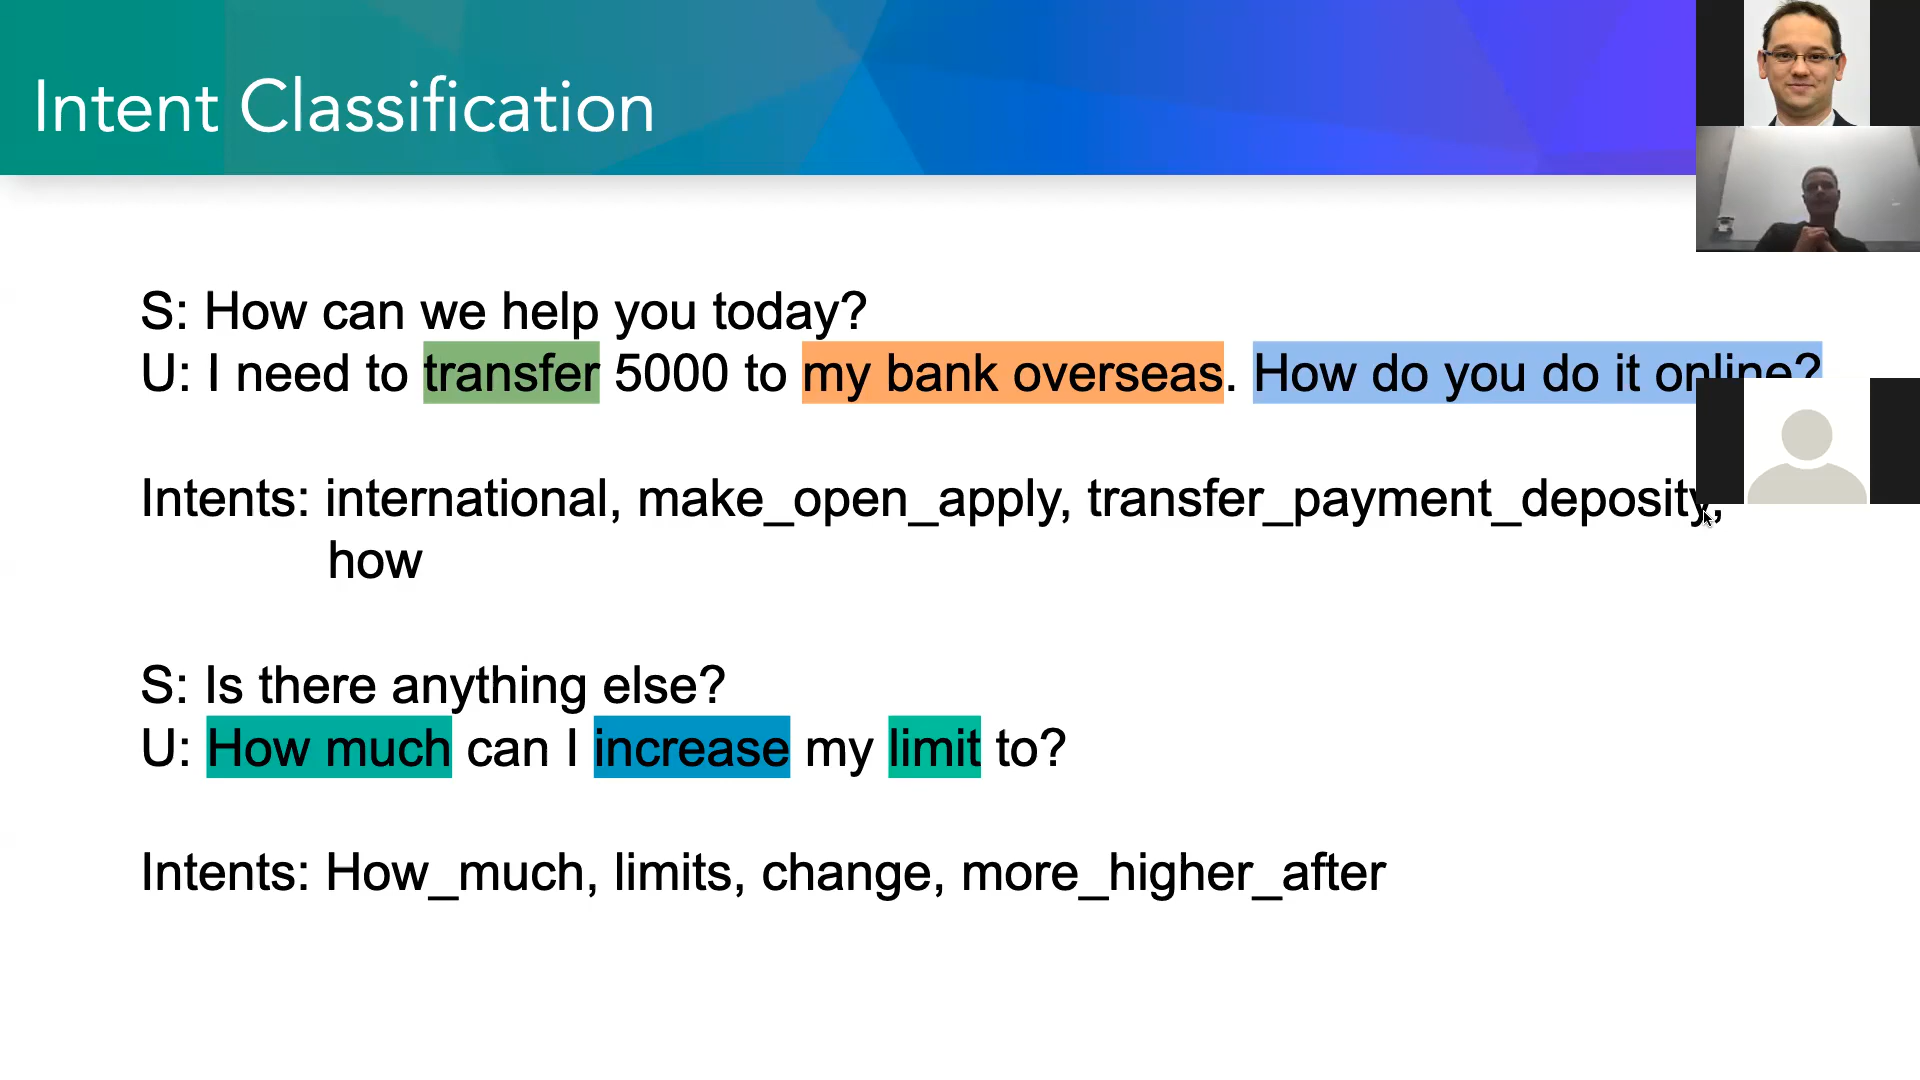 Intent Classification
S: How can we help you today?
U: I need to transfer 5000 to my bank overseas. How do you do it online?
Intents: international, make_open_apply, transfer_payment_deposity,
how
S: Is there anything else?
U: How much can I increase my limit to?
Intents: How_much, limits, change, more_higher_after